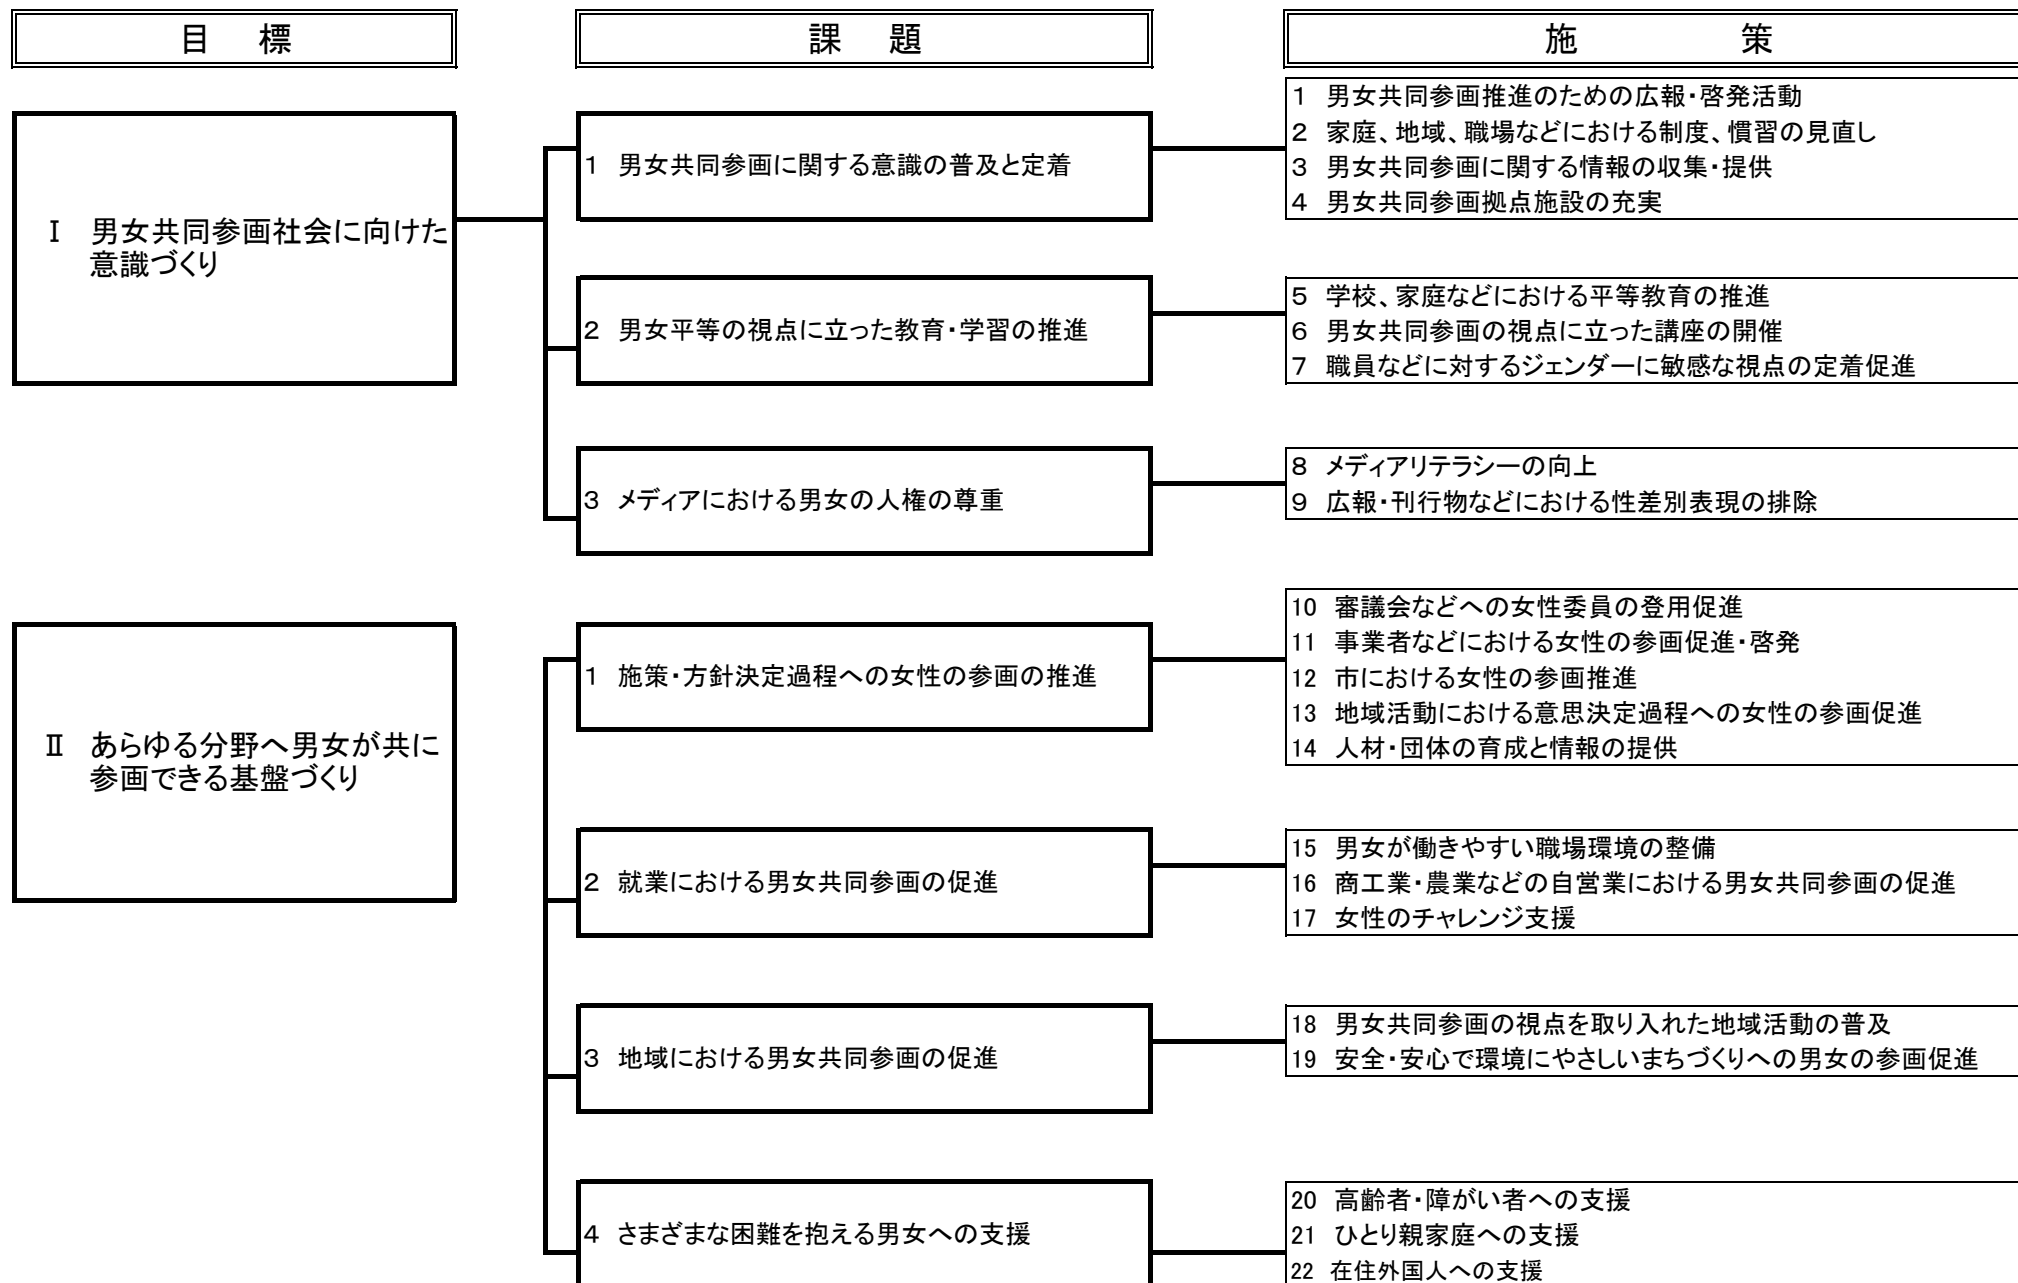 目　標
課　題
施　策
Ⅰ　男女共同参画社会に向けた
意識づくり
1　男女共同参画に関する意識の普及と定着
1　男女共同参画推進のための広報・啓発活動
2　家庭、地域、職場などにおける制度、慣習の見直し
3　男女共同参画に関する情報の収集・提供
4　男女共同参画拠点施設の充実
2　男女平等の視点に立った教育・学習の推進
5　学校、家庭などにおける平等教育の推進
6　男女共同参画の視点に立った講座の開催
7　職員などに対するジェンダーに敏感な視点の定着促進
3　メディアにおける男女の人権の尊重
8　メディアリテラシーの向上
9　広報・刊行物などにおける性差別表現の排除
Ⅱ　あらゆる分野へ男女が共に
参画できる基盤づくり
1　施策・方針決定過程への女性の参画の推進
10　審議会などへの女性委員の登用促進
11　事業者などにおける女性の参画促進・啓発
12　市における女性の参画推進
13　地域活動における意思決定過程への女性の参画促進
14　人材・団体の育成と情報の提供
2　就業における男女共同参画の促進
15　男女が働きやすい職場環境の整備
16　商工業・農業などの自営業における男女共同参画の促進
17　女性のチャレンジ支援
3　地域における男女共同参画の促進
18　男女共同参画の視点を取り入れた地域活動の普及
19　安全・安心で環境にやさしいまちづくりへの男女の参画促進
4　さまざまな困難を抱える男女への支援
20　高齢者・障がい者への支援
21　ひとり親家庭への支援
22　在住外国人への支援